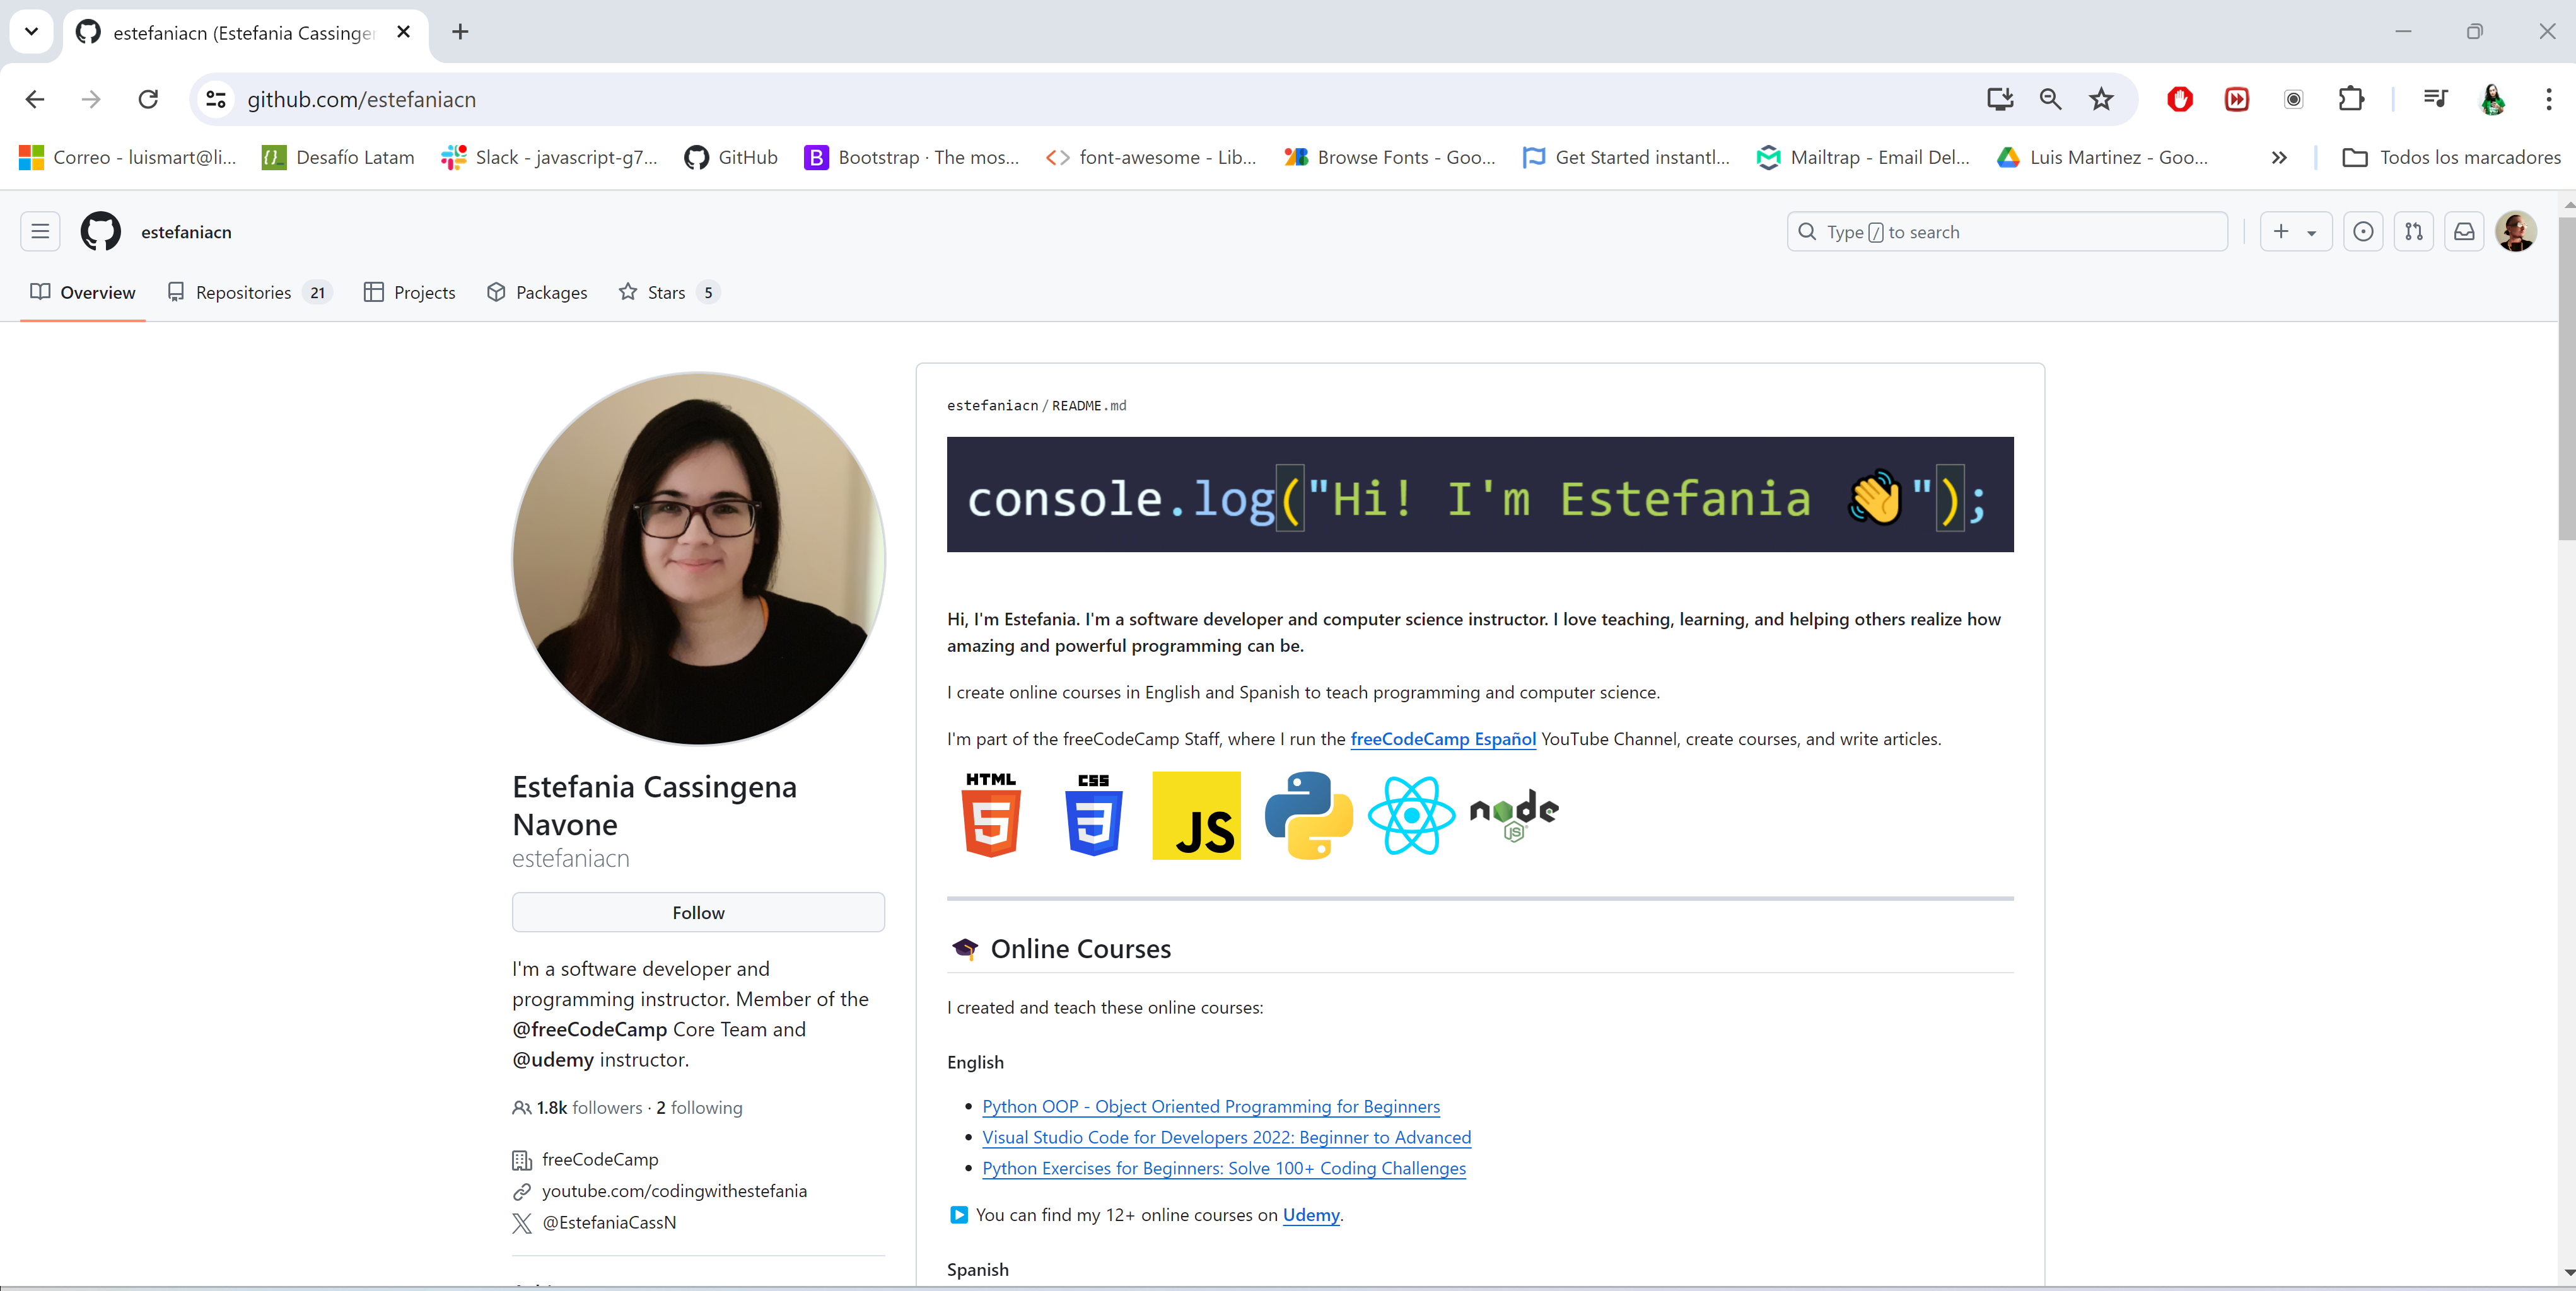 estefaniacn (Estefania Cassinge
github.com/estefaniacn
Correo - luismart@li...
Desafío Latam
Slack - javascript-g7...
GitHub
Bootstrap · The mos...
font-awesome - Lib...
Browse Fonts - Goo...
Get Started instantl...
Mailtrap - Email Del...
Luis Martinez - Goo...
Todos los marcadores
estefaniacn
Type / to search
Overview
Repositories 21
Projects
Packages
Stars 5
Estefania Cassingena
Navone
estefaniacn
Follow
I'm a software developer and
programming instructor. Member of the
@freeCodeCamp Core Team and
@udemy instructor.
1.8k followers · 2 following
freeCodeCamp
youtube.com/codingwithestefania
@EstefaniaCassN
estefaniacn / README.md
console.log("Hi! I'm Estefania 👋");
Hi, I'm Estefania. I'm a software developer and computer science instructor. I love teaching, learning, and helping others realize how
amazing and powerful programming can be.
I create online courses in English and Spanish to teach programming and computer science.
I'm part of the freeCodeCamp Staff, where I run the freeCodeCamp Español YouTube Channel, create courses, and write articles.
HTML
5
CSS
3
JS
node
JS
Online Courses
I created and teach these online courses:
English
• Python OOP - Object Oriented Programming for Beginners
• Visual Studio Code for Developers 2022: Beginner to Advanced
• Python Exercises for Beginners: Solve 100+ Coding Challenges
You can find my 12+ online courses on Udemy.
Spanish